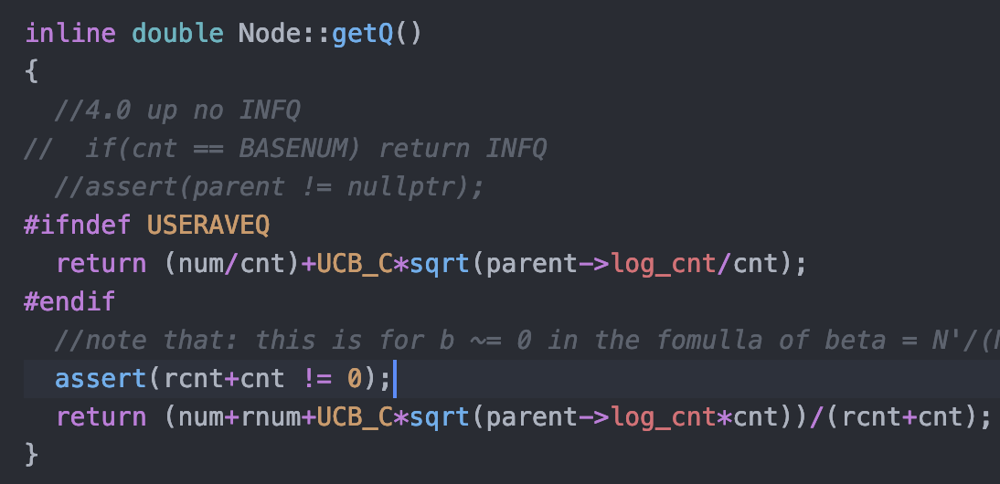 inline double Node::getQ()
{
  //4.0 up no INFQ
//  if(cnt == BASENUM) return INFQ
  //assert(parent != nullptr);
#ifndef USERAVEQ
  return (num/cnt)+UCB_C*sqrt(parent->log_cnt/cnt);
#endif
  //note that: this is for b ~= 0 in the fomulla of beta = N'/(
  assert(rcnt+cnt != 0);
  return (num+rnum+UCB_C*sqrt(parent->log_cnt*cnt))/(rcnt+cnt);
}